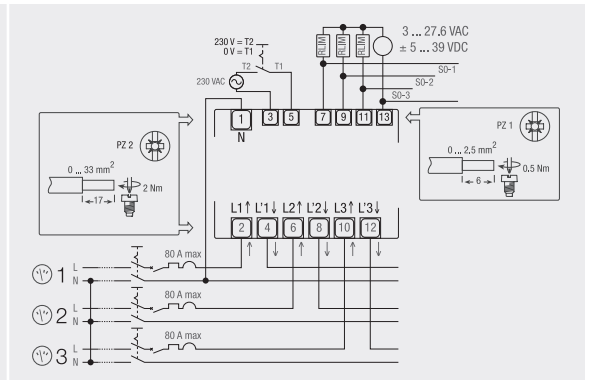 230 V = T2
0 V = T1
T2 T1
230 VAC
RLIM RLIM RLIM
3 ... 27.6 VAC
± 5 ... 39 VDC
S0-1
S0-2
S0-3
1 3 5 7 9 11 13
N
PZ 2
0 ... 33 mm²
2 Nm
17
PZ 1
0 ... 2.5 mm²
0.5 Nm
6
L1↑ L'1↓ L2↑ L'2↓ L3↑ L'3↓
2 4 6 8 10 12
80 A max
1 L
N
80 A max
2 L
N
80 A max
3 L
N